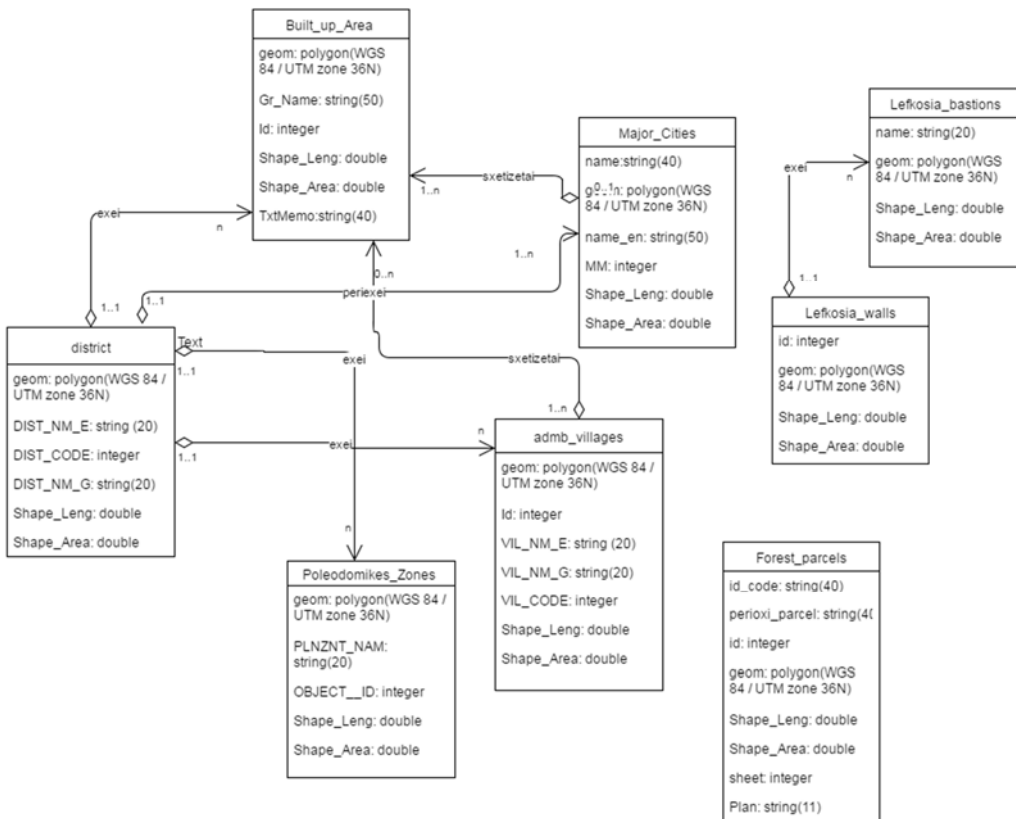 Built_up_Area
geom: polygon(WGS
84 / UTM zone 36N)
Gr_Name: string(50)
Id: integer
Shape_Leng: double
Shape_Area: double
TxtMemo:string(40)
Major_Cities
name:string(40)
0..1
polygon(WGS
84 / UTM zone 36N)
name_en: string(50)
MM: integer
Shape_Leng: double
Shape_Area: double
Lefkosia_bastions
name: string(20)
geom: polygon(WGS
84 / UTM zone 36N)
Shape_Leng: double
Shape_Area: double
exei
n
1..1
Lefkosia_walls
id: integer
geom: polygon(WGS
84 / UTM zone 36N)
Shape_Leng: double
Shape_Area: double
sxetizetai
1..n
exei
n
1..1
periexei
1..1
1..n
district
geom: polygon(WGS 84 /
UTM zone 36N)
DIST_NM_E: string (20)
DIST_CODE: integer
DIST_NM_G: string(20)
Shape_Leng: double
Shape_Area: double
Text
1..1
exei
n
1..1
exei
n
0..n
sxetizetai
1..n
admb_villages
geom: polygon(WGS 84 /
UTM zone 36N)
Id: integer
VIL_NM_E: string (20)
VIL_NM_G: string(20)
VIL_CODE: integer
Shape_Leng: double
Shape_Area: double
Poleodomikes_Zones
geom: polygon(WGS 84 /
UTM zone 36N)
PLNZNT_NAM:
string(20)
OBJECT__ID: integer
Shape_Leng: double
Shape_Area: double
Forest_parcels
id_code: string(40)
perioxi_parcel: string(40
id: integer
geom: polygon(WGS
84 / UTM zone 36N)
Shape_Leng: double
Shape_Area: double
sheet: integer
Plan: string(11)